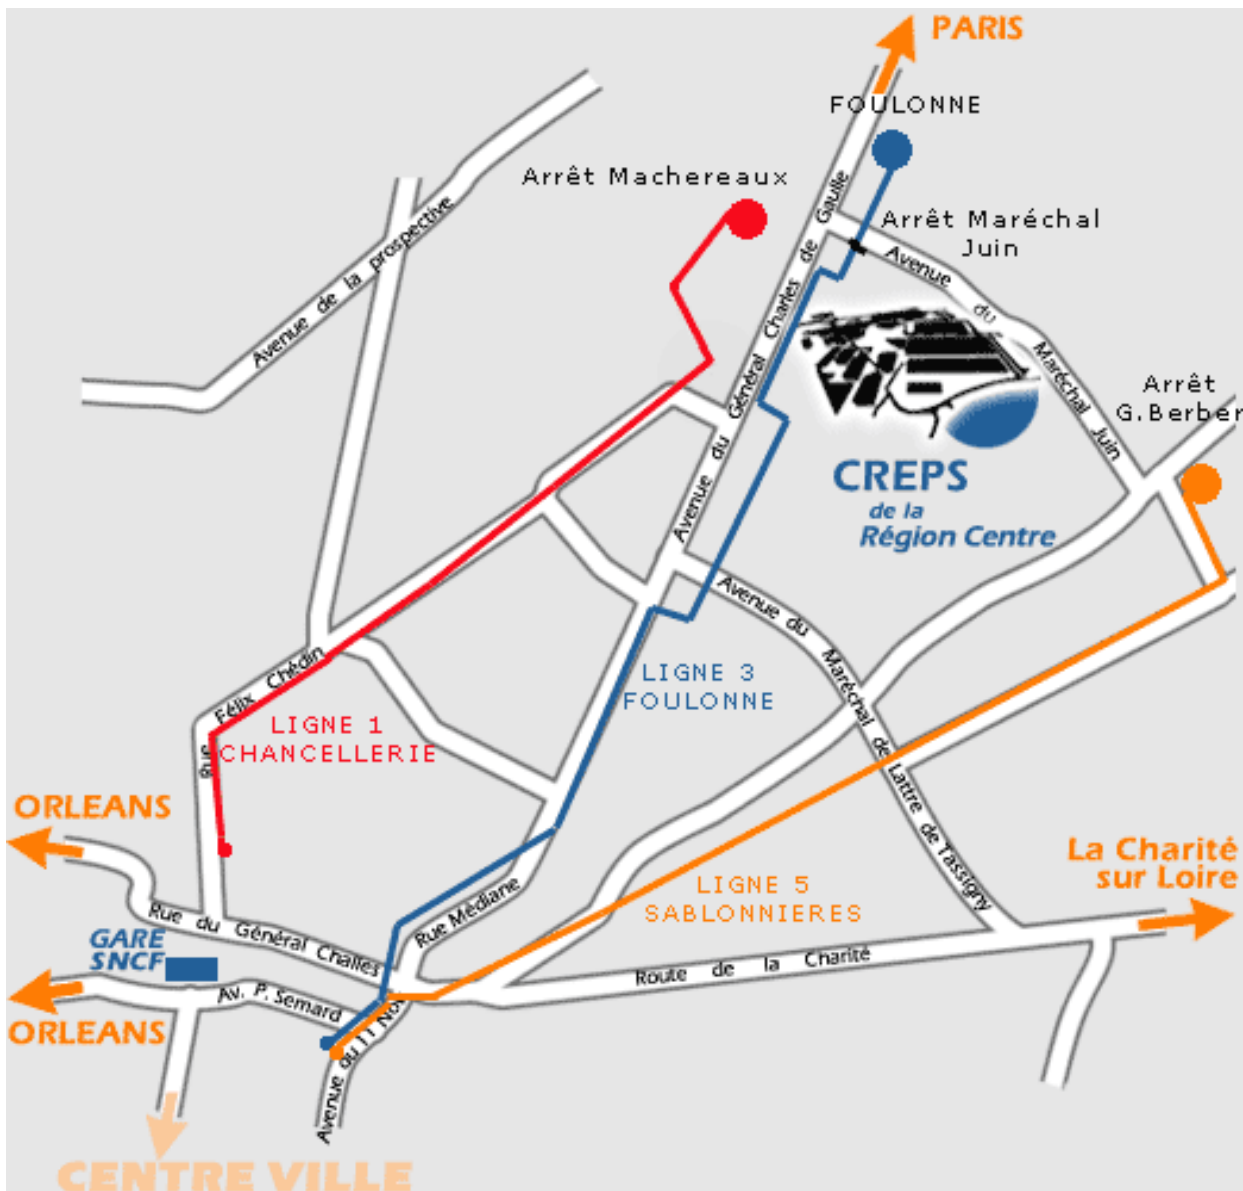 PARIS
FOULONNE
Arrêt Machereaux
Arrêt Maréchal
Juin
Avenue de la prospective
Avenue du Général Charles de Gaulle
Avenue du Maréchal Juin
Arrêt
G.Berber
CREPS
de la
Région Centre
Avenue du Maréchal de Lattre de Tassigny
LIGNE 3
FOULONNE
Rue Félix Chédin
LIGNE 1
CHANCELLERIE
ORLEANS
La Charité
sur Loire
LIGNE 5
SABLONNIERES
Rue Médiane
Rue du Général Challes
GARE
SNCF
Route de la Charité
Av. P. Semard
ORLEANS
Avenue du 11 Nov
CENTRE VILLE